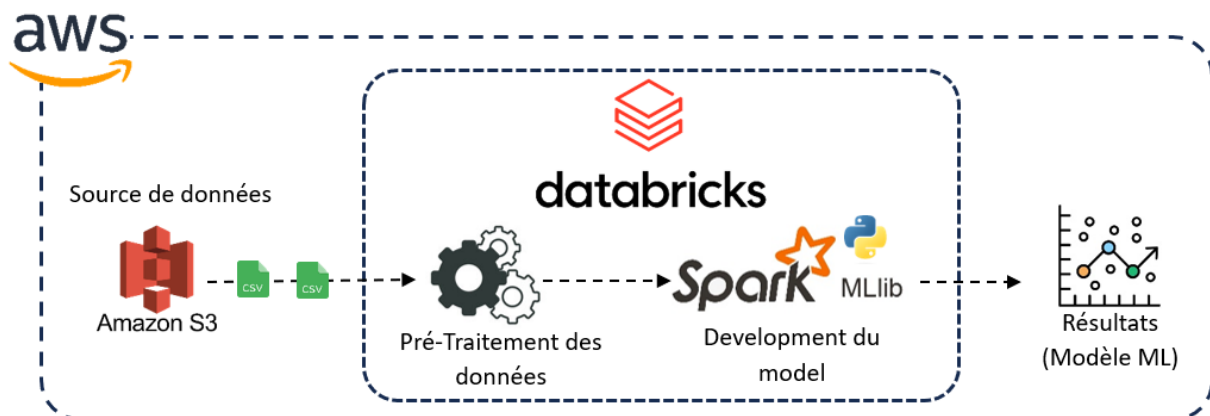 aws
databricks
Source de données
CSV
CSV
Amazon S3
Spark
MLlib
Pré-Traitement des
données
Development du
model
Résultats
(Modèle ML)